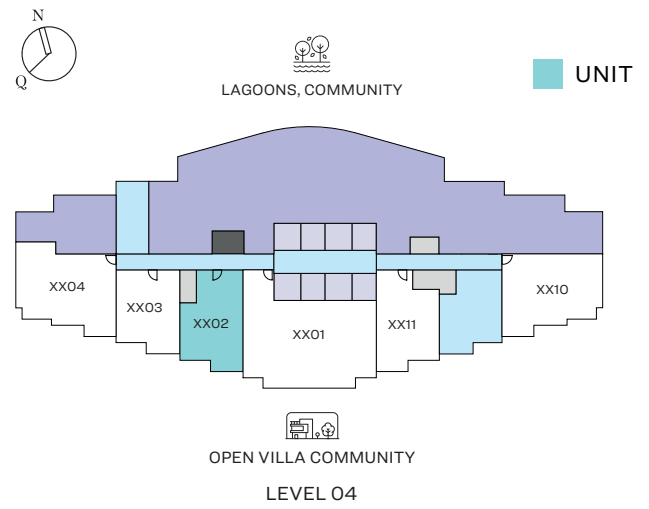 N
Q
LAGOONS, COMMUNITY
UNIT
XX04
XX03
XX02
XX01
XX11
XX10
OPEN VILLA COMMUNITY
LEVEL 04